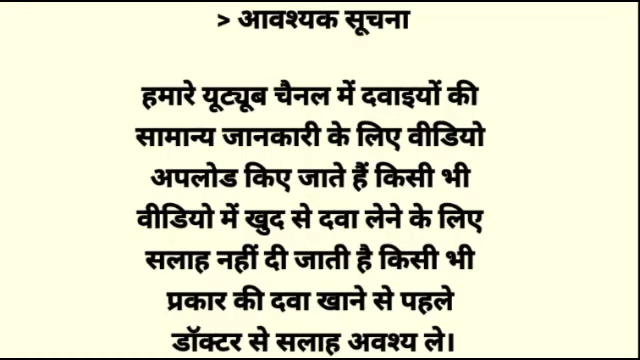 > आवश्यक सूचना
हमारे यूट्यूब चैनल में दवाइयों की
सामान्य जानकारी के लिए वीडियो
अपलोड किए जाते हैं किसी भी
वीडियो में खुद से दवा लेने के लिए
सलाह नहीं दी जाती है किसी भी
प्रकार की दवा खाने से पहले
डॉक्टर से सलाह अवश्य ले।